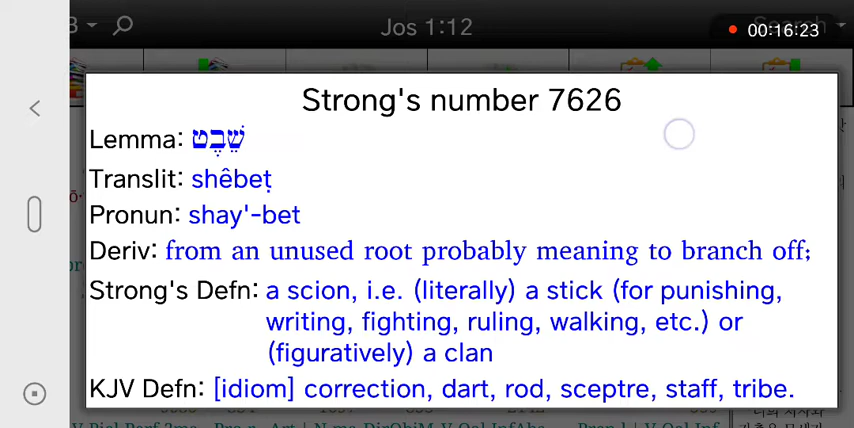 Jos 1:12
00:16:23
Strong's number 7626
Lemma: שֵׁבֶט
Translit: shêbeṭ
Pronun: shay'-bet
Deriv: from an unused root probably meaning to branch off;
Strong's Defn: a scion, i.e. (literally) a stick (for punishing,
writing, fighting, ruling, walking, etc.) or
(figuratively) a clan
KJV Defn: [idiom] correction, dart, rod, sceptre, staff, tribe.